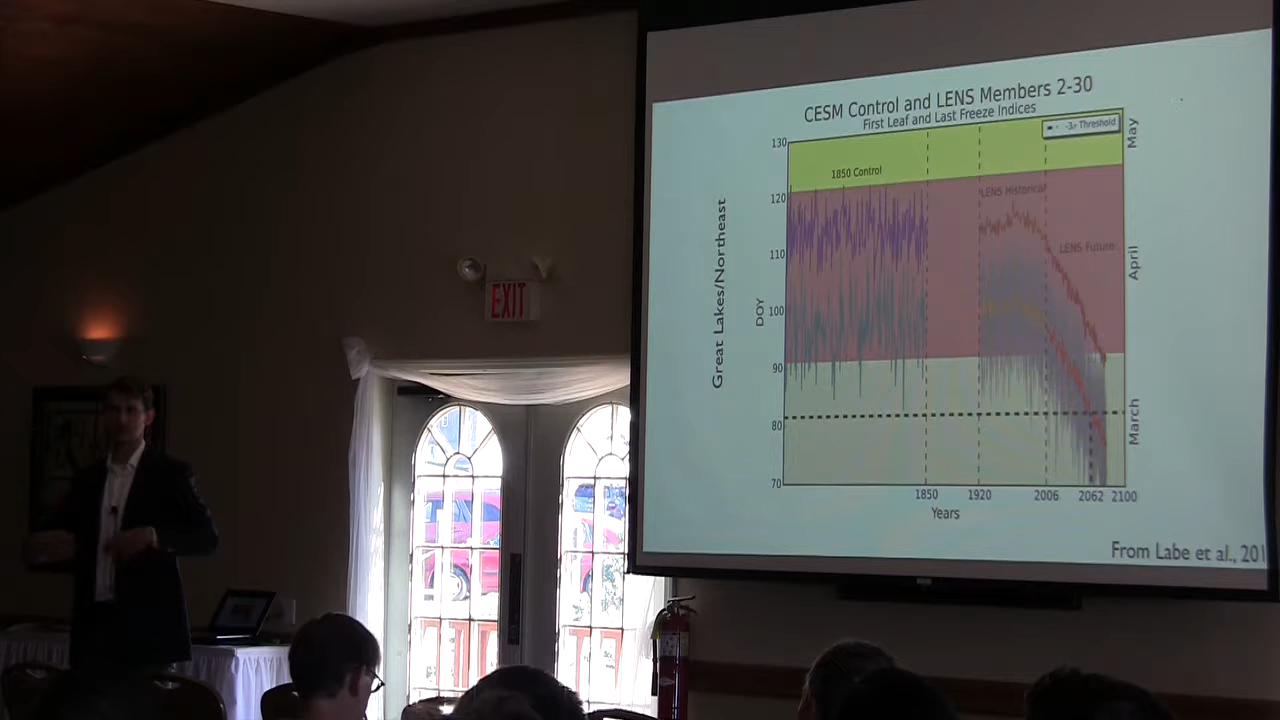 CESM Control and LENS Members 2-30
First Leaf and Last Freeze Indices
-3σ Threshold
1850 Control
LENS Historical
LENS Future
Great Lakes/Northeast
DOY
130
120
110
100
90
80
70
May
April
March
1850
1920
2006
2062
2100
Years
From Labe et al., 201
EXIT